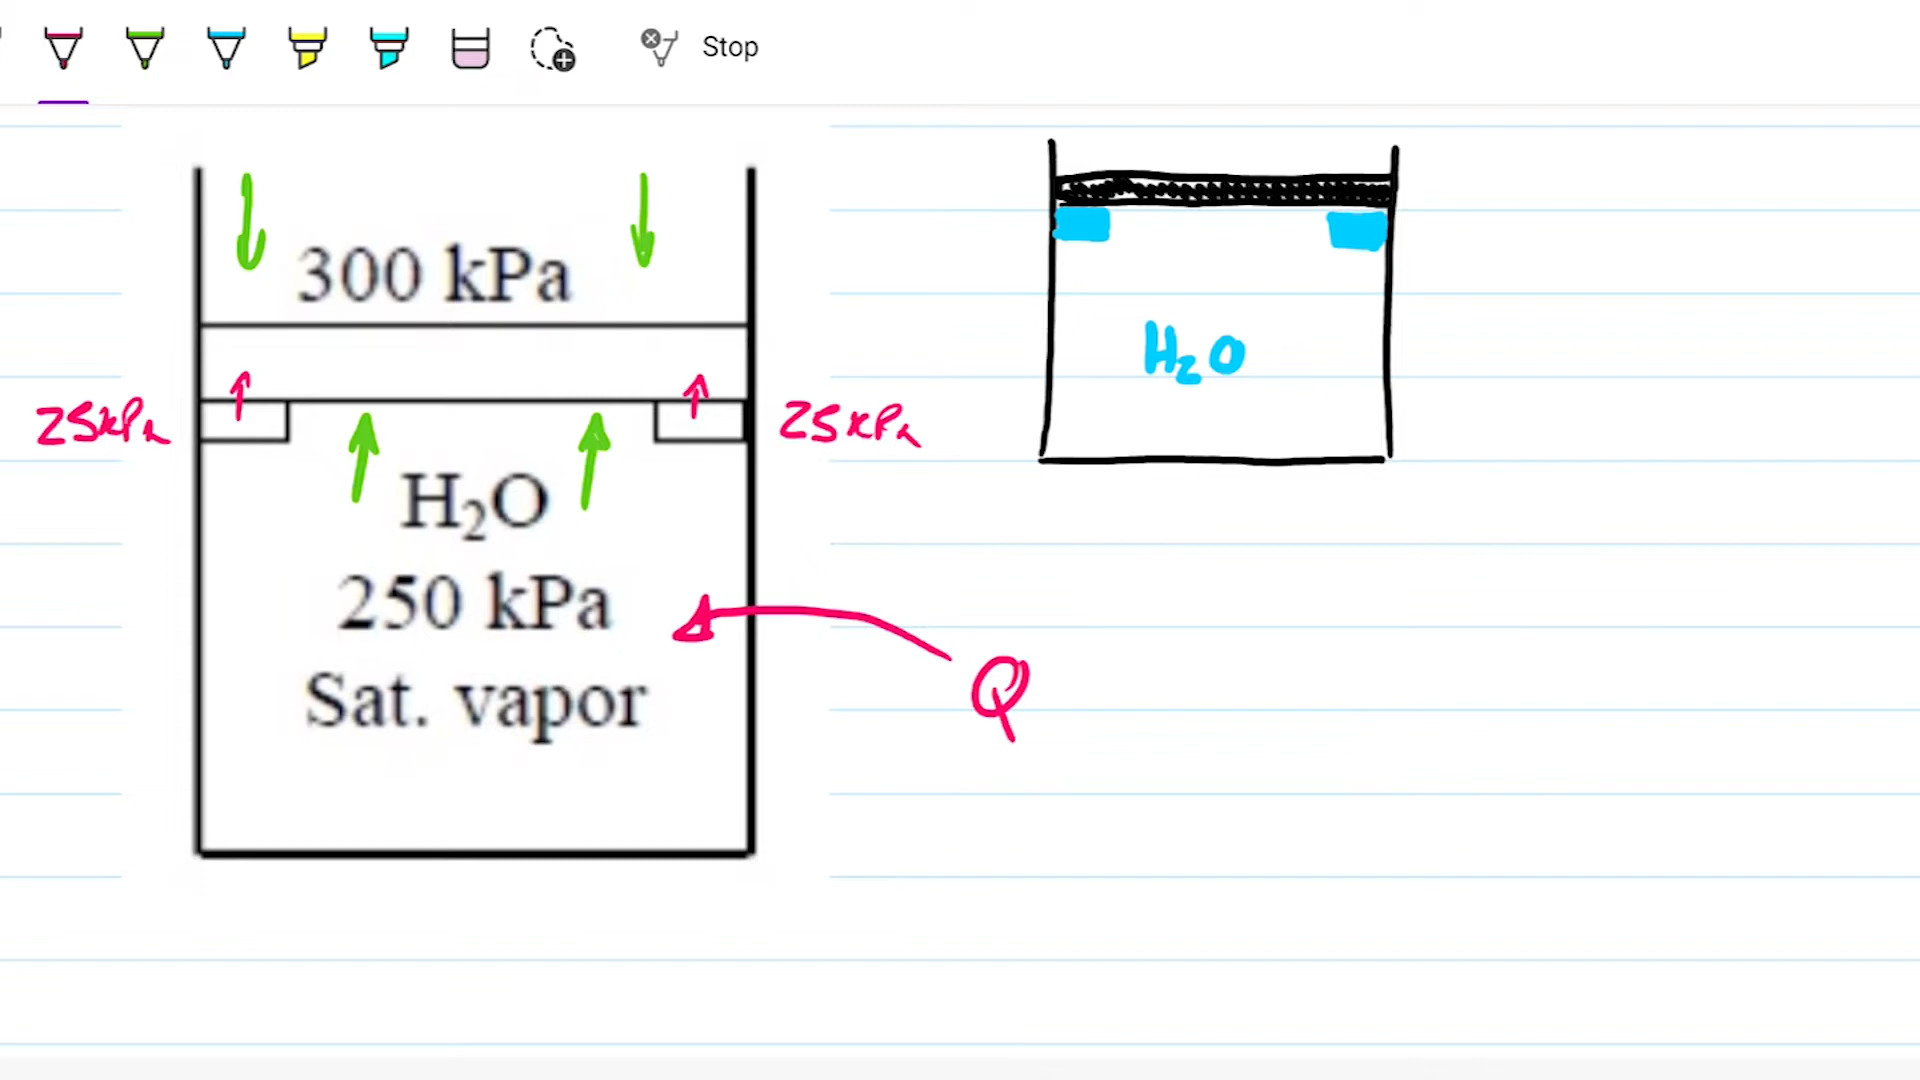 Stop
300 kPa
25kPa
25kPa
H₂O
H₂O
250 kPa
Sat. vapor
Q